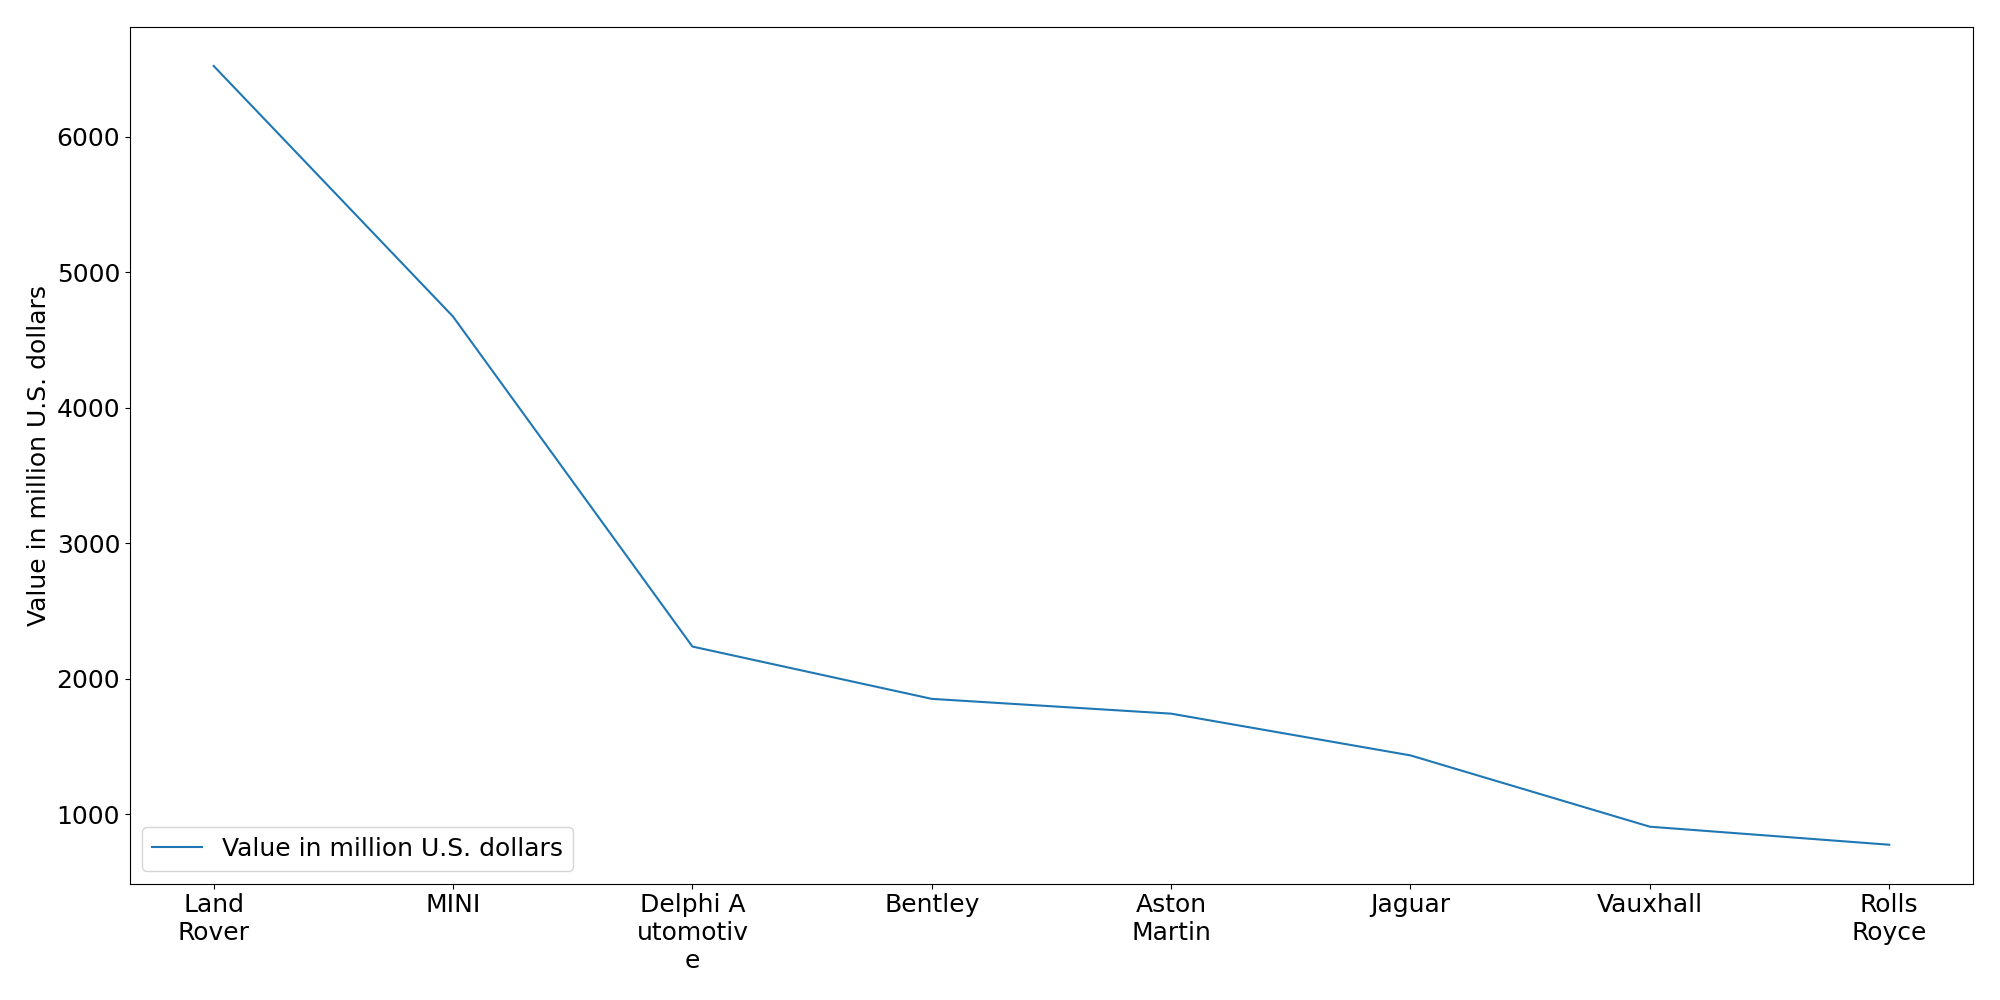 Value in million U.S. dollars
6000
5000
4000
3000
2000
1000
Value in million U.S. dollars
Land
Rover
MINI
Delphi A
utomotiv
e
Bentley
Aston
Martin
Jaguar
Vauxhall
Rolls
Royce